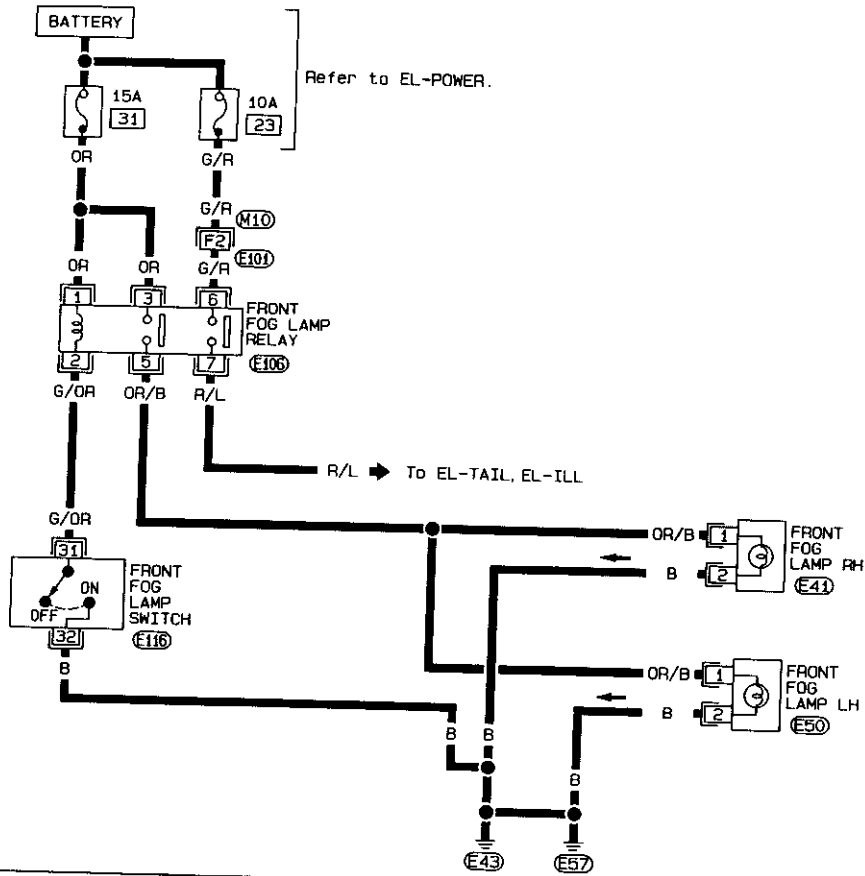 BATTERY
Refer to EL-POWER.
15A
31
10A
23
OR
G/R
G/R
M10
F2
E101
OR
OR
G/R
1
3
6
FRONT
FOG LAMP
RELAY
2
5
7
E106
G/OR
OR/B
R/L
R/L
To EL-TAIL, EL-ILL
G/OR
31
OFF
ON
FRONT
FOG
LAMP
SWITCH
32
E116
B
OR/B
1
B
2
FRONT
FOG
LAMP RH
E41
OR/B
1
B
2
FRONT
FOG
LAMP LH
E50
B
B
B
E43
E57